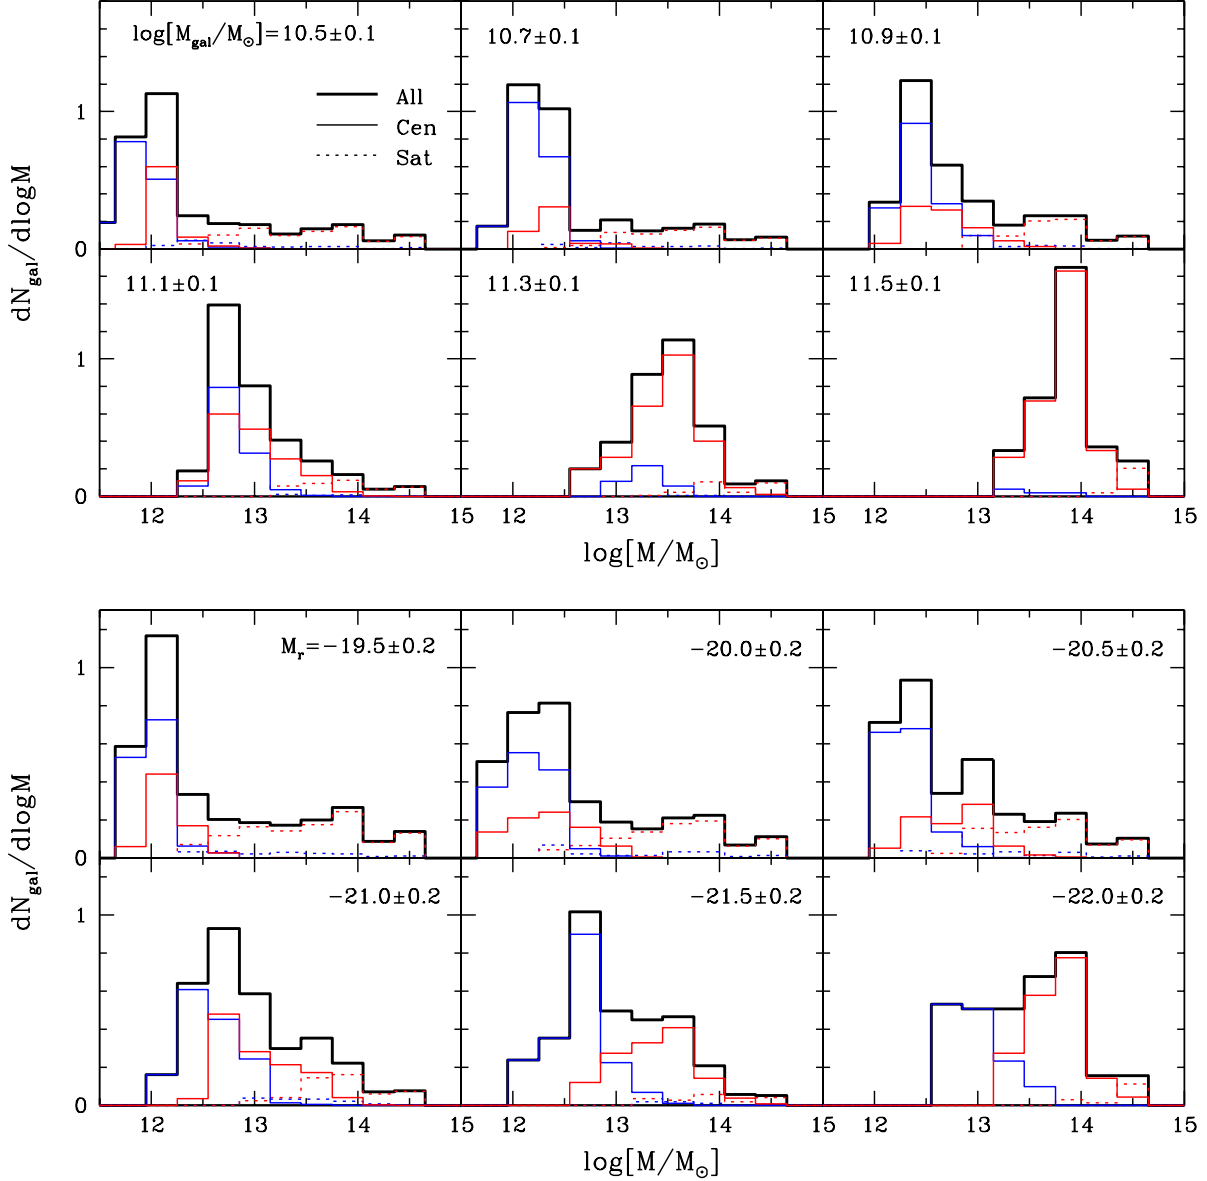 log[M_gal/M_⊙]=10.5±0.1
10.7±0.1
10.9±0.1
All
Cen
Sat
1
0
dN_gal/dlogM
11.1±0.1
11.3±0.1
11.5±0.1
1
0
12 13 15 12 13 14 15 12 13 14 15
log[M/M_⊙]
M_r=−19.5±0.2
−20.0±0.2
−20.5±0.2
1
0
dN_gal/dlogM
−21.0±0.2
−21.5±0.2
−22.0±0.2
1
0
12 13 14 15 12 13 14 15 12 13 14 15
log[M/M_⊙]